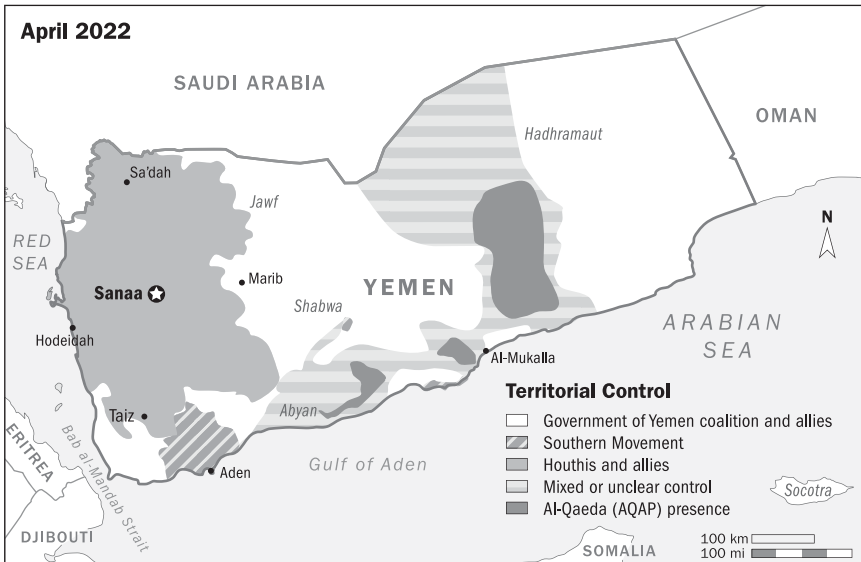 April 2022
SAUDI ARABIA
OMAN
Hadhramaut
Sa'dah
Jawf
RED
SEA
N
Sanaa
Marib
YEMEN
Shabwa
ARABIAN
SEA
Hodeidah
Al-Mukalla
Taiz
Abyan
Aden
Gulf of Aden
ERITREA
Bab al-Mandab Strait
DJIBOUTI
SOMALIA
Socotra
Territorial Control
Government of Yemen coalition and allies
Southern Movement
Houthis and allies
Mixed or unclear control
Al-Qaeda (AQAP) presence
100 km
100 mi